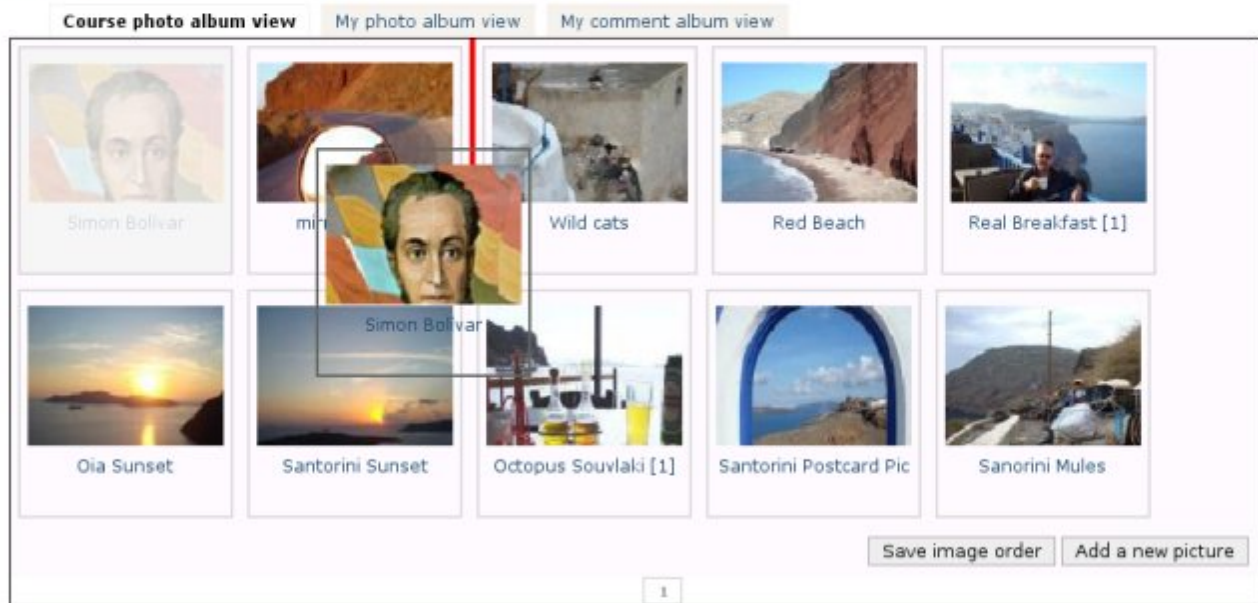 Course photo album view My photo album view My comment album view
Simon Bolivar Wild cats Red Beach Real Breakfast [1]
Simon Bolivar
Oia Sunset Santorini Sunset Octopus Souvlaki [1] Santorini Postcard Pic Sanorini Mules
Save image order Add a new picture
1